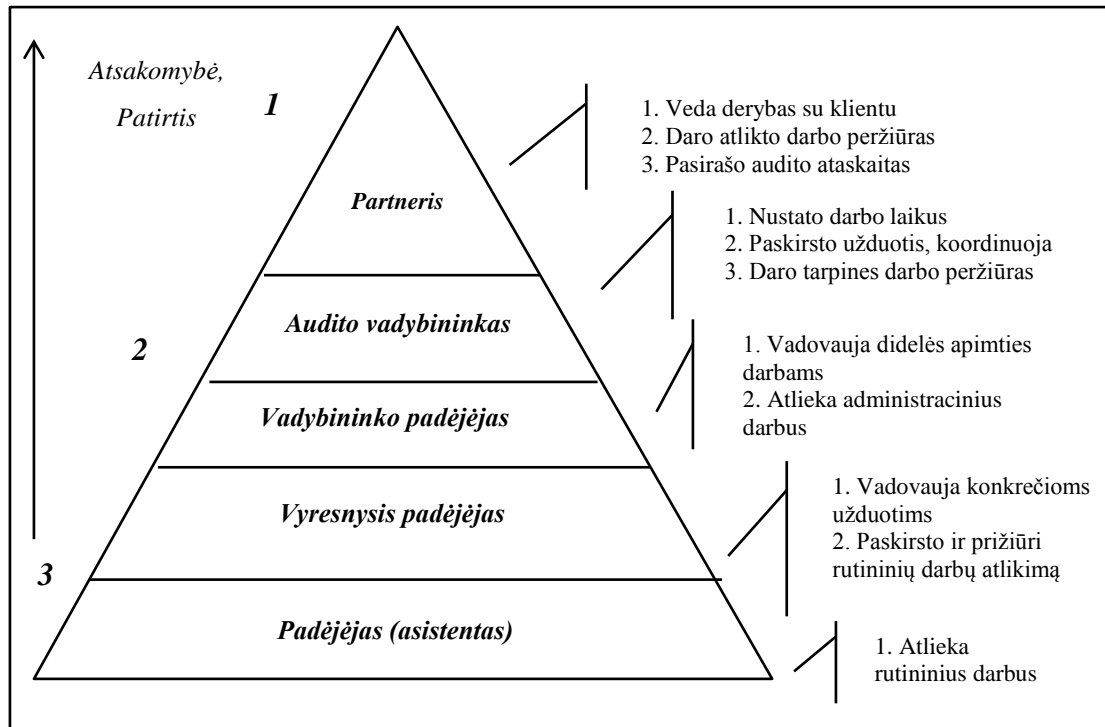 Atsakomybė,
Patirtis
1
Partneris
1. Veda derybas su klientu
2. Daro atlikto darbo peržiūras
3. Pasirašo audito ataskaitas
2
Audito vadybininkas
1. Nustato darbo laikus
2. Paskirsto užduotis, koordinuoja
3. Daro tarpines darbo peržiūras
Vadybininko padėjėjas
1. Vadovauja didelės apimties
darbams
2. Atlieka administracinius
darbus
Vyresnysis padėjėjas
1. Vadovauja konkrečioms
užduotims
2. Paskirsto ir prižiūri
rutininių darbų atlikimą
3
Padėjėjas (asistentas)
1. Atlieka
rutininius darbus